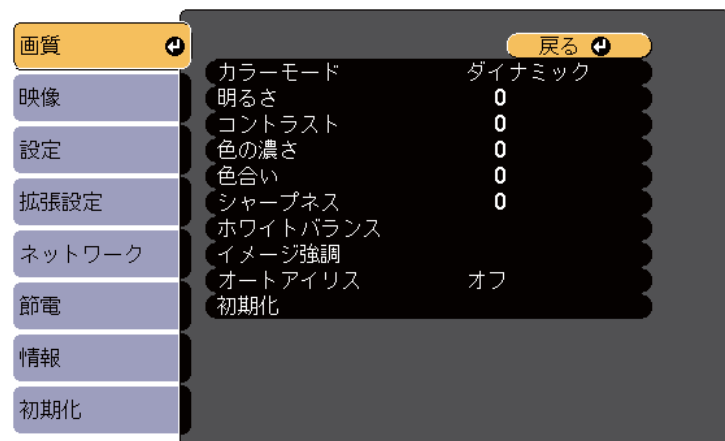 画質
映像
設定
拡張設定
ネットワーク
節電
情報
初期化
戻る
カラーモード ダイナミック
明るさ 0
コントラスト 0
色の濃さ 0
色合い 0
シャープネス 0
ホワイトバランス
イメージ強調
オートアイリス オフ
初期化